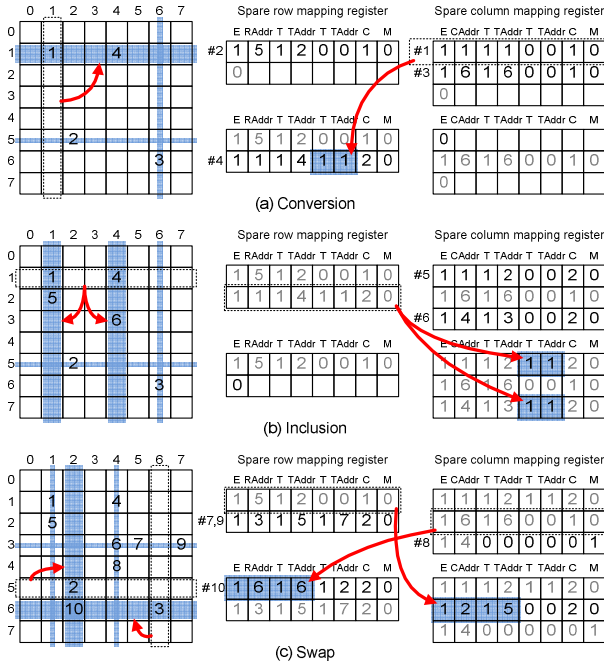 0 1 2 3 4 5 6 7
0
1 1 4
2
3
4
5 2
6 3
7
Spare row mapping register
E RAddr T TAddr T TAddr C M
#2 1 5 1 2 0 0 1 0
0
1 5 1 2 0 0 1 0
#4 1 1 1 4 1 1 2 0
Spare column mapping register
E CAddr T TAddr T TAddr C M
#1 1 1 1 1 0 0 1 0
#3 1 6 1 6 0 0 1 0
0
0
1 6 1 6 0 0 1 0
0
(a) Conversion
0 1 2 3 4 5 6 7
0
1 1 4
2 5
3 6
4
5 2
6 3
7
Spare row mapping register
E RAddr T TAddr T TAddr C M
1 5 1 2 0 0 1 0
1 1 1 4 1 1 2 0
1 5 1 2 0 0 1 0
0
Spare column mapping register
E CAddr T TAddr T TAddr C M
#5 1 1 1 2 0 0 2 0
1 6 1 6 0 0 1 0
#6 1 4 1 3 0 0 2 0
1 1 1 2 1 1 2 0
1 6 1 6 0 0 1 0
1 4 1 3 1 1 2 0
(b) Inclusion
0 1 2 3 4 5 6 7
0
1 1 4
2 5
3 6 7 9
4 8
5 2
6 10 3
7
Spare row mapping register
E RAddr T TAddr T TAddr C M
1 5 1 2 0 0 1 0
#7,9 1 3 1 5 1 7 2 0
#10 1 6 1 6 1 2 2 0
1 3 1 5 1 7 2 0
Spare column mapping register
E CAddr T TAddr T TAddr C M
1 1 1 2 1 1 2 0
1 6 1 6 0 0 1 0
#8 1 4 0 0 0 0 0 1
E CAddr T TAddr T TAddr C M
1 1 1 2 1 1 2 0
1 2 1 5 0 0 2 0
1 4 0 0 0 0 0 1
(c) Swap